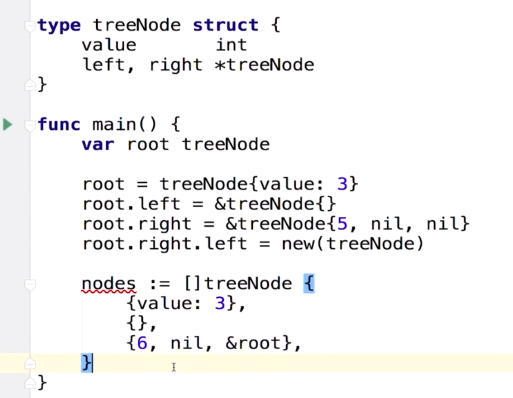 type treeNode struct {
    value       int
    left, right *treeNode
}
func main() {
    var root treeNode
    root = treeNode{value: 3}
    root.left = &treeNode{}
    root.right = &treeNode{5, nil, nil}
    root.right.left = new(treeNode)
    nodes := []treeNode {
        {value: 3},
        {},
        {6, nil, &root},
    }
}